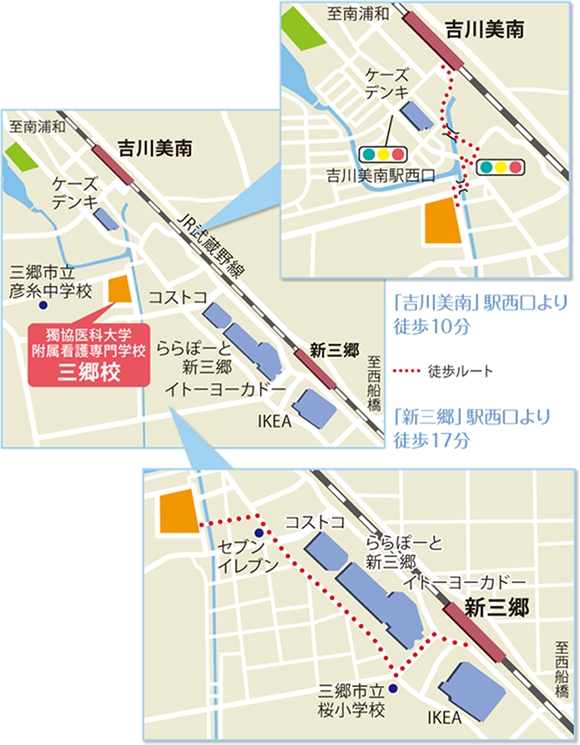 至南浦和
吉川美南
ケーズ
デンキ
吉川美南駅西口
至南浦和
吉川美南
ケーズ
デンキ
JR武蔵野線
三郷市立
彦糸中学校
獨協医科大学
附属看護専門学校
三郷校
コストコ
ららぽーと
新三郷
イトーヨーカドー
新三郷
至西船橋
IKEA
「吉川美南」駅西口より
徒歩10分
徒歩ルート
「新三郷」駅西口より
徒歩17分
コストコ
セブン
イレブン
ららぽーと
新三郷
イトーヨーカドー
新三郷
至西船橋
三郷市立
桜小学校
IKEA